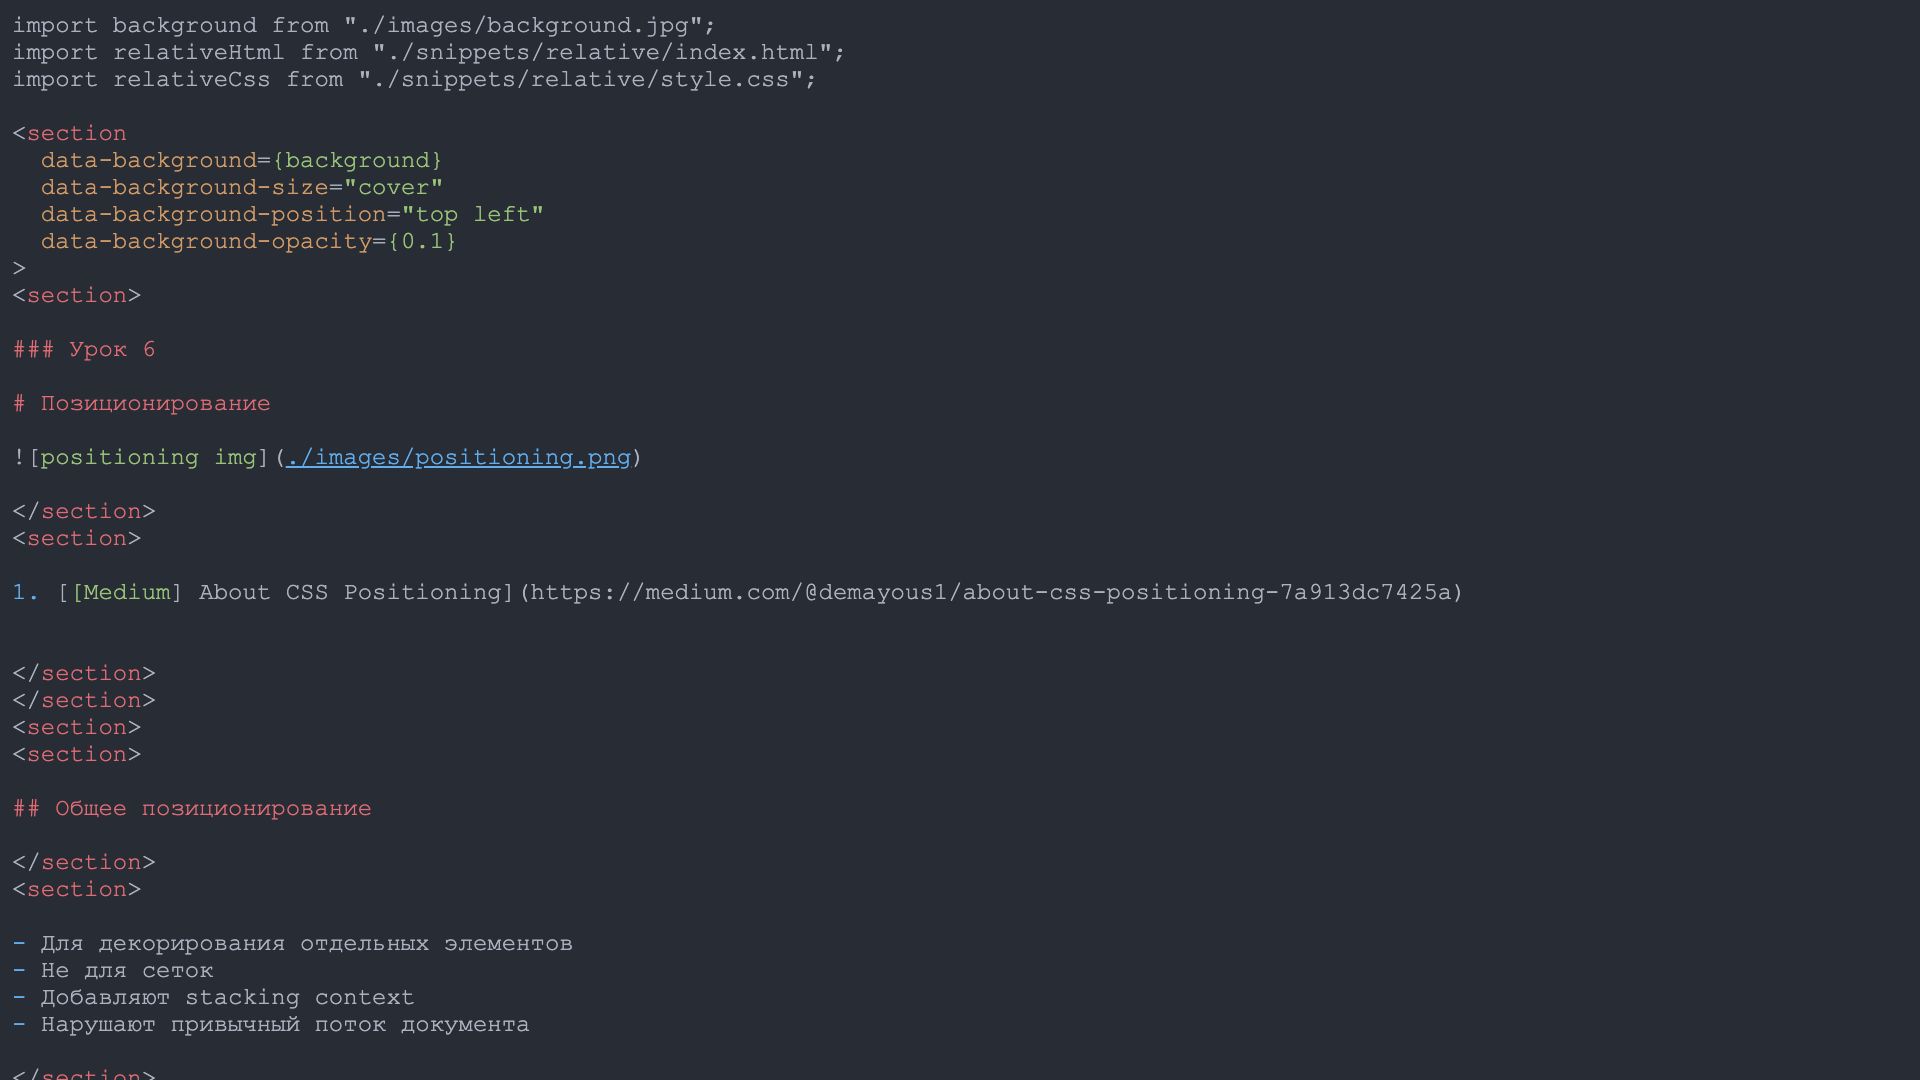 import background from "./images/background.jpg";
import relativeHtml from "./snippets/relative/index.html";
import relativeCss from "./snippets/relative/style.css";
<section
data-background={background}
data-background-size="cover"
data-background-position="top left"
data-background-opacity={0.1}
>
<section>
### Урок 6
# Позиционирование
![positioning img](./images/positioning.png)
</section>
<section>
1. [[Medium] About CSS Positioning](https://medium.com/@demayous1/about-css-positioning-7a913dc7425a)
</section>
</section>
<section>
<section>
## Общее позиционирование
</section>
<section>
- Для декорирования отдельных элементов
- Не для сеток
- Добавляют stacking context
- Нарушают привычный поток документа
</section>